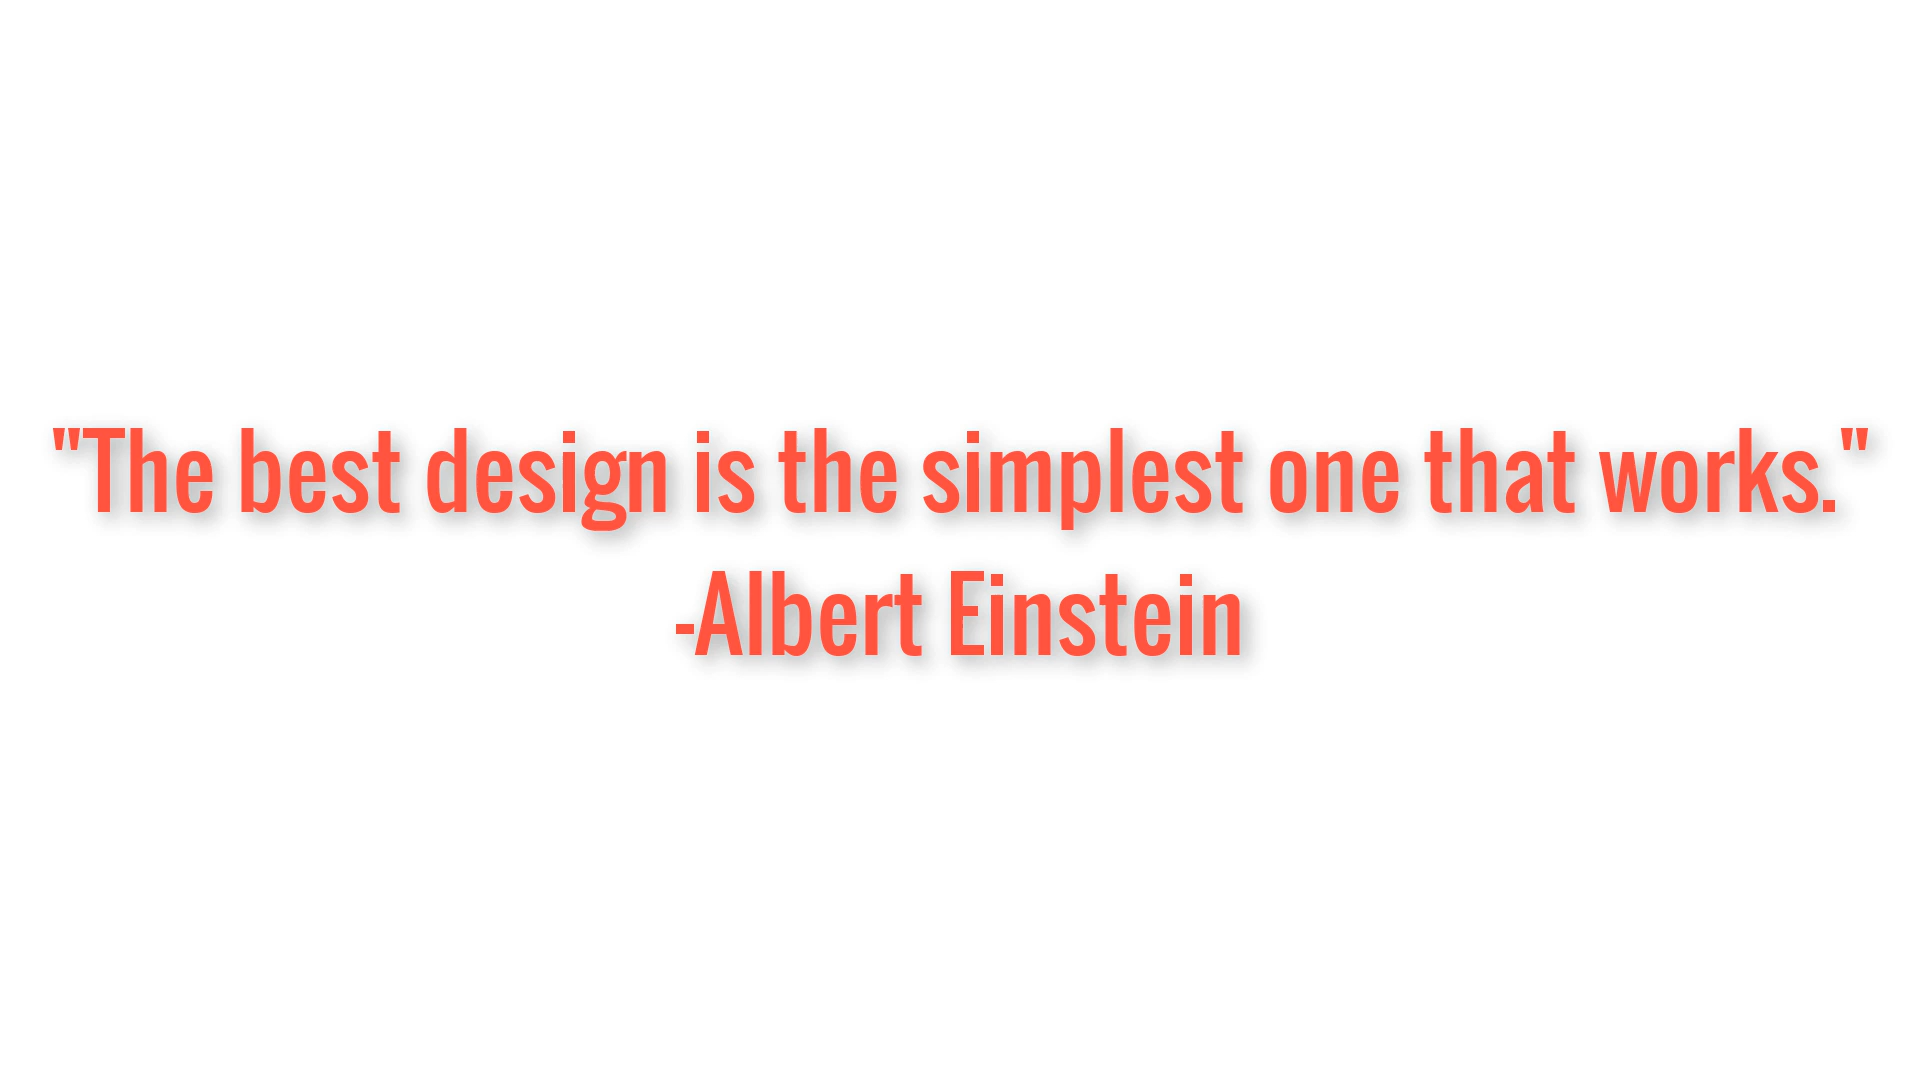 "The best design is the simplest one that works."
-Albert Einstein